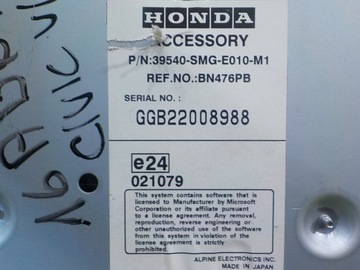 HONDA
ACCESSORY
P/N:39540-SMG-E010-M1
REF.NO.:BN476PB
SERIAL NO.:
GGB22008988
e24
021079
This system contains software that is
licensed to Manufacturer by Microsoft
Corporation or its affiliate pursuant
to a license agreement. Any removal,
reproduction, reverse engineering or
other unauthorized use of the software
in violation of the license agreement is strictly
prohibited.
ALPINE ELECTRONICS INC.
MADE IN JAPAN
CIVIC